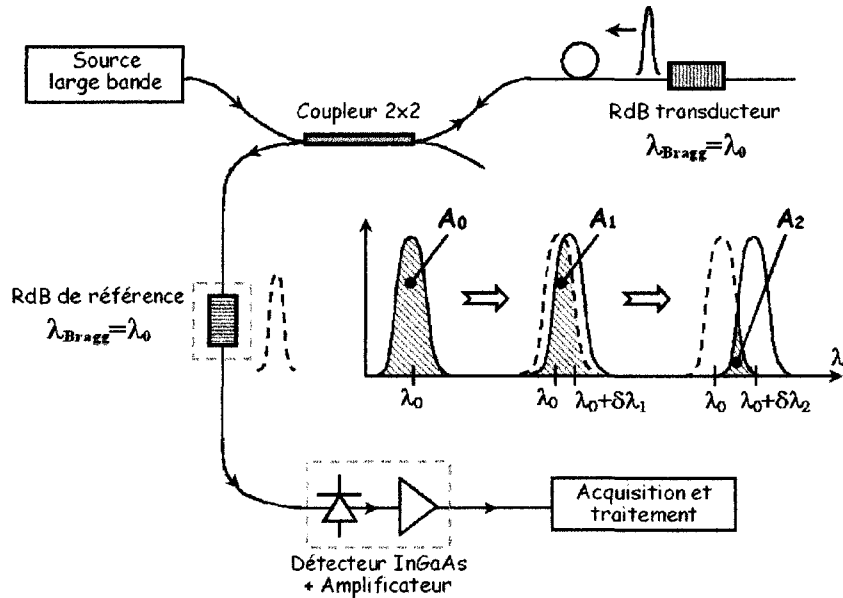 Source
large bande
Coupleur 2x2
RdB transducteur
λBragg=λ0
A0
A1
A2
RdB de référence
λBragg=λ0
λ
λ0
λ0
λ0+δλ1
λ0
λ0+δλ2
Acquisition et
traitement
Détecteur InGaAs
+ Amplificateur